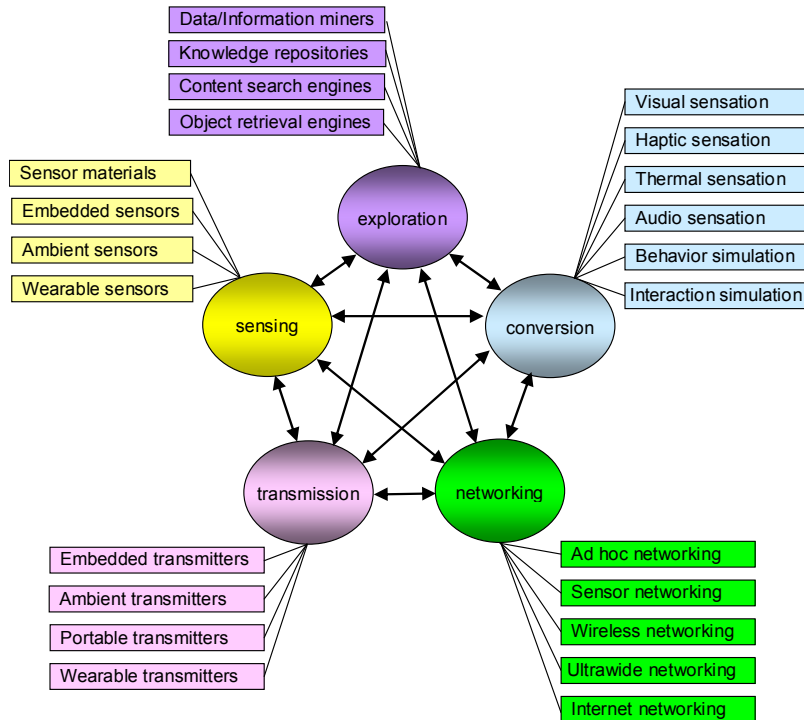 Data/Information miners
Knowledge repositories
Content search engines
Object retrieval engines
Visual sensation
Haptic sensation
Thermal sensation
Audio sensation
Behavior simulation
Interaction simulation
Sensor materials
Embedded sensors
Ambient sensors
Wearable sensors
exploration
sensing
conversion
transmission
networking
Embedded transmitters
Ambient transmitters
Portable transmitters
Wearable transmitters
Ad hoc networking
Sensor networking
Wireless networking
Ultrawide networking
Internet networking